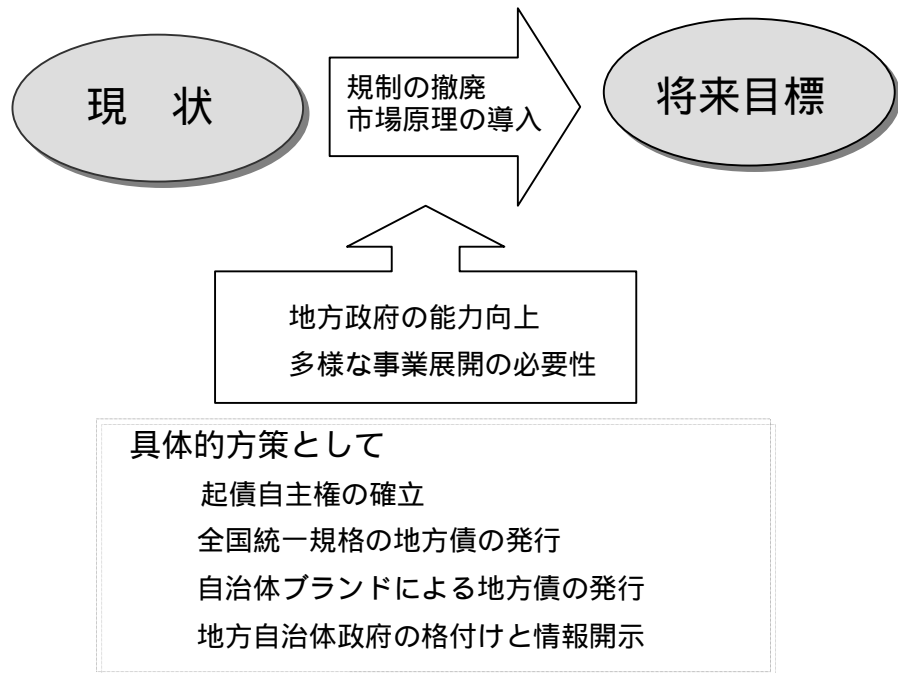 現　状
規制の撤廃
市場原理の導入
将来目標
地方政府の能力向上
多様な事業展開の必要性
具体的方策として
起債自主権の確立
全国統一規格の地方債の発行
自治体ブランドによる地方債の発行
地方自治体政府の格付けと情報開示